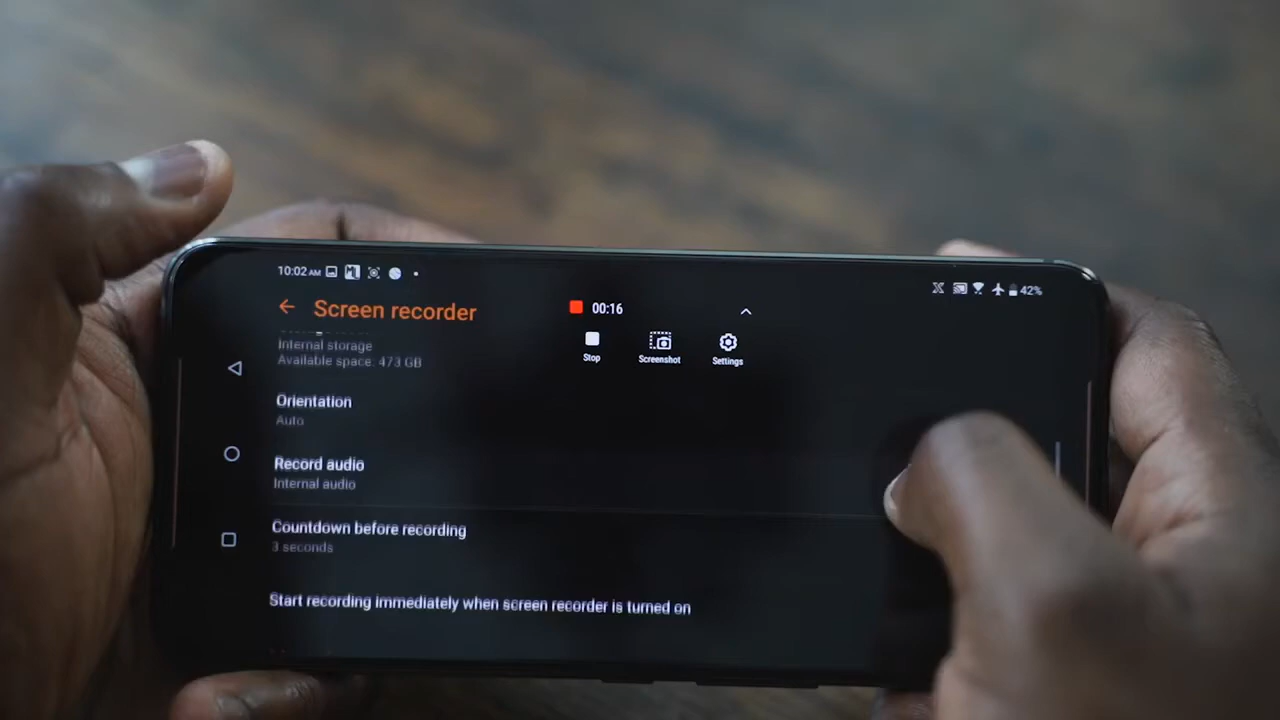 10:02 AM
42%
Screen recorder
00:16
Stop
Screenshot
Settings
Internal storage
Available space: 473 GB
Orientation
Auto
Record audio
Internal audio
Countdown before recording
3 seconds
Start recording immediately when screen recorder is turned on